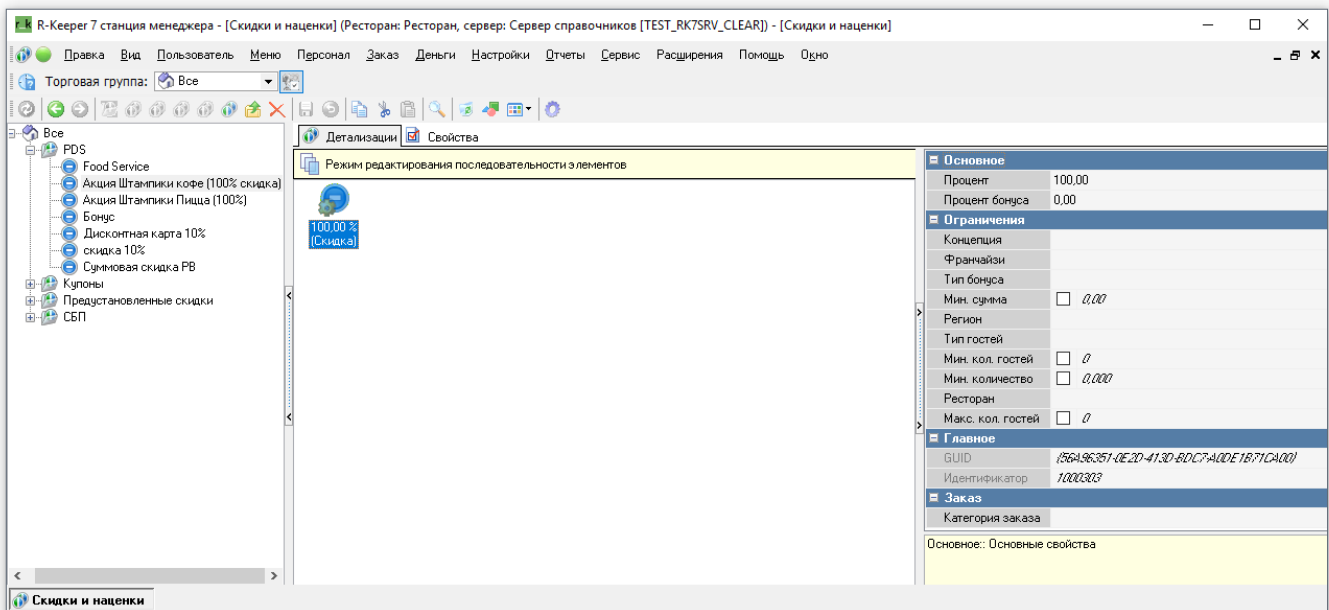 R-Keeper 7 станция менеджера - [Скидки и наценки] (Ресторан: Ресторан, сервер: Сервер справочников [TEST_RK7SRV_CLEAR]) - [Скидки и наценки]
Правка Вид Пользователь Меню Персонал Заказ Деньги Настройки Отчеты Сервис Расширения Помощь Окно
Торговая группа: Все
Все
PDS
Food Service
Акция Штампики кофе (100% скидка)
Акция Штампики Пицца (100%)
Бонус
Дисконтная карта 10%
скидка 10%
Суммовая скидка РВ
Купоны
Предустановленные скидки
СБП
Детализации Свойства
Режим редактирования последовательности элементов
100,00 %
(Скидка)
Основное
Процент 100,00
Процент бонуса 0,00
Ограничения
Концепция
Франчайзи
Тип бонуса
Мин. сумма 0,00
Регион
Тип гостей
Мин. кол. гостей 0
Мин. количество 0,000
Ресторан
Макс. кол. гостей 0
Главное
GUID {56A96351-0E2D-413D-BDC7-A0DE1B71CA00}
Идентификатор 1000303
Заказ
Категория заказа
Основное:: Основные свойства
Скидки и наценки